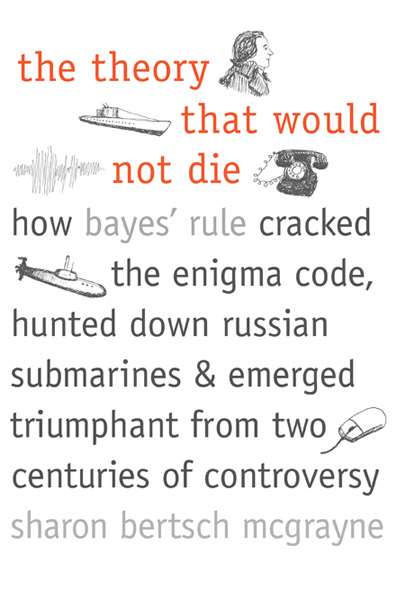 the theory
that would
not die
how bayes' rule cracked
the enigma code,
hunted down russian
submarines & emerged
triumphant from two
centuries of controversy
sharon bertsch mcgrayne